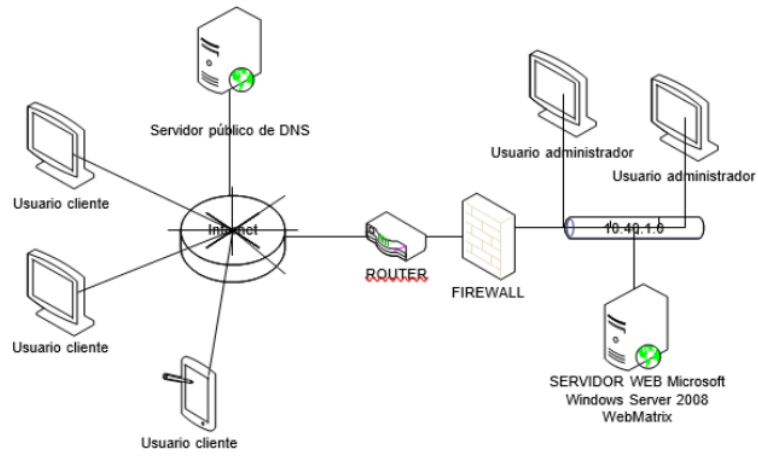 Servidor público de DNS
Usuario administrador
Usuario administrador
Usuario cliente
Internet
10.40.1.0
ROUTER
FIREWALL
Usuario cliente
SERVIDOR WEB Microsoft
Windows Server 2008
WebMatrix
Usuario cliente